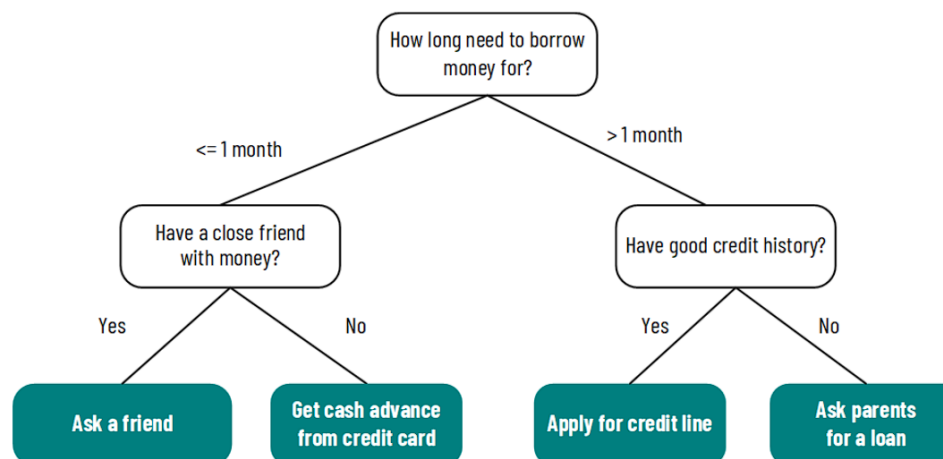 How long need to borrow
money for?
<= 1 month
> 1 month
Have a close friend
with money?
Have good credit history?
Yes
No
Yes
No
Ask a friend
Get cash advance
from credit card
Apply for credit line
Ask parents
for a loan